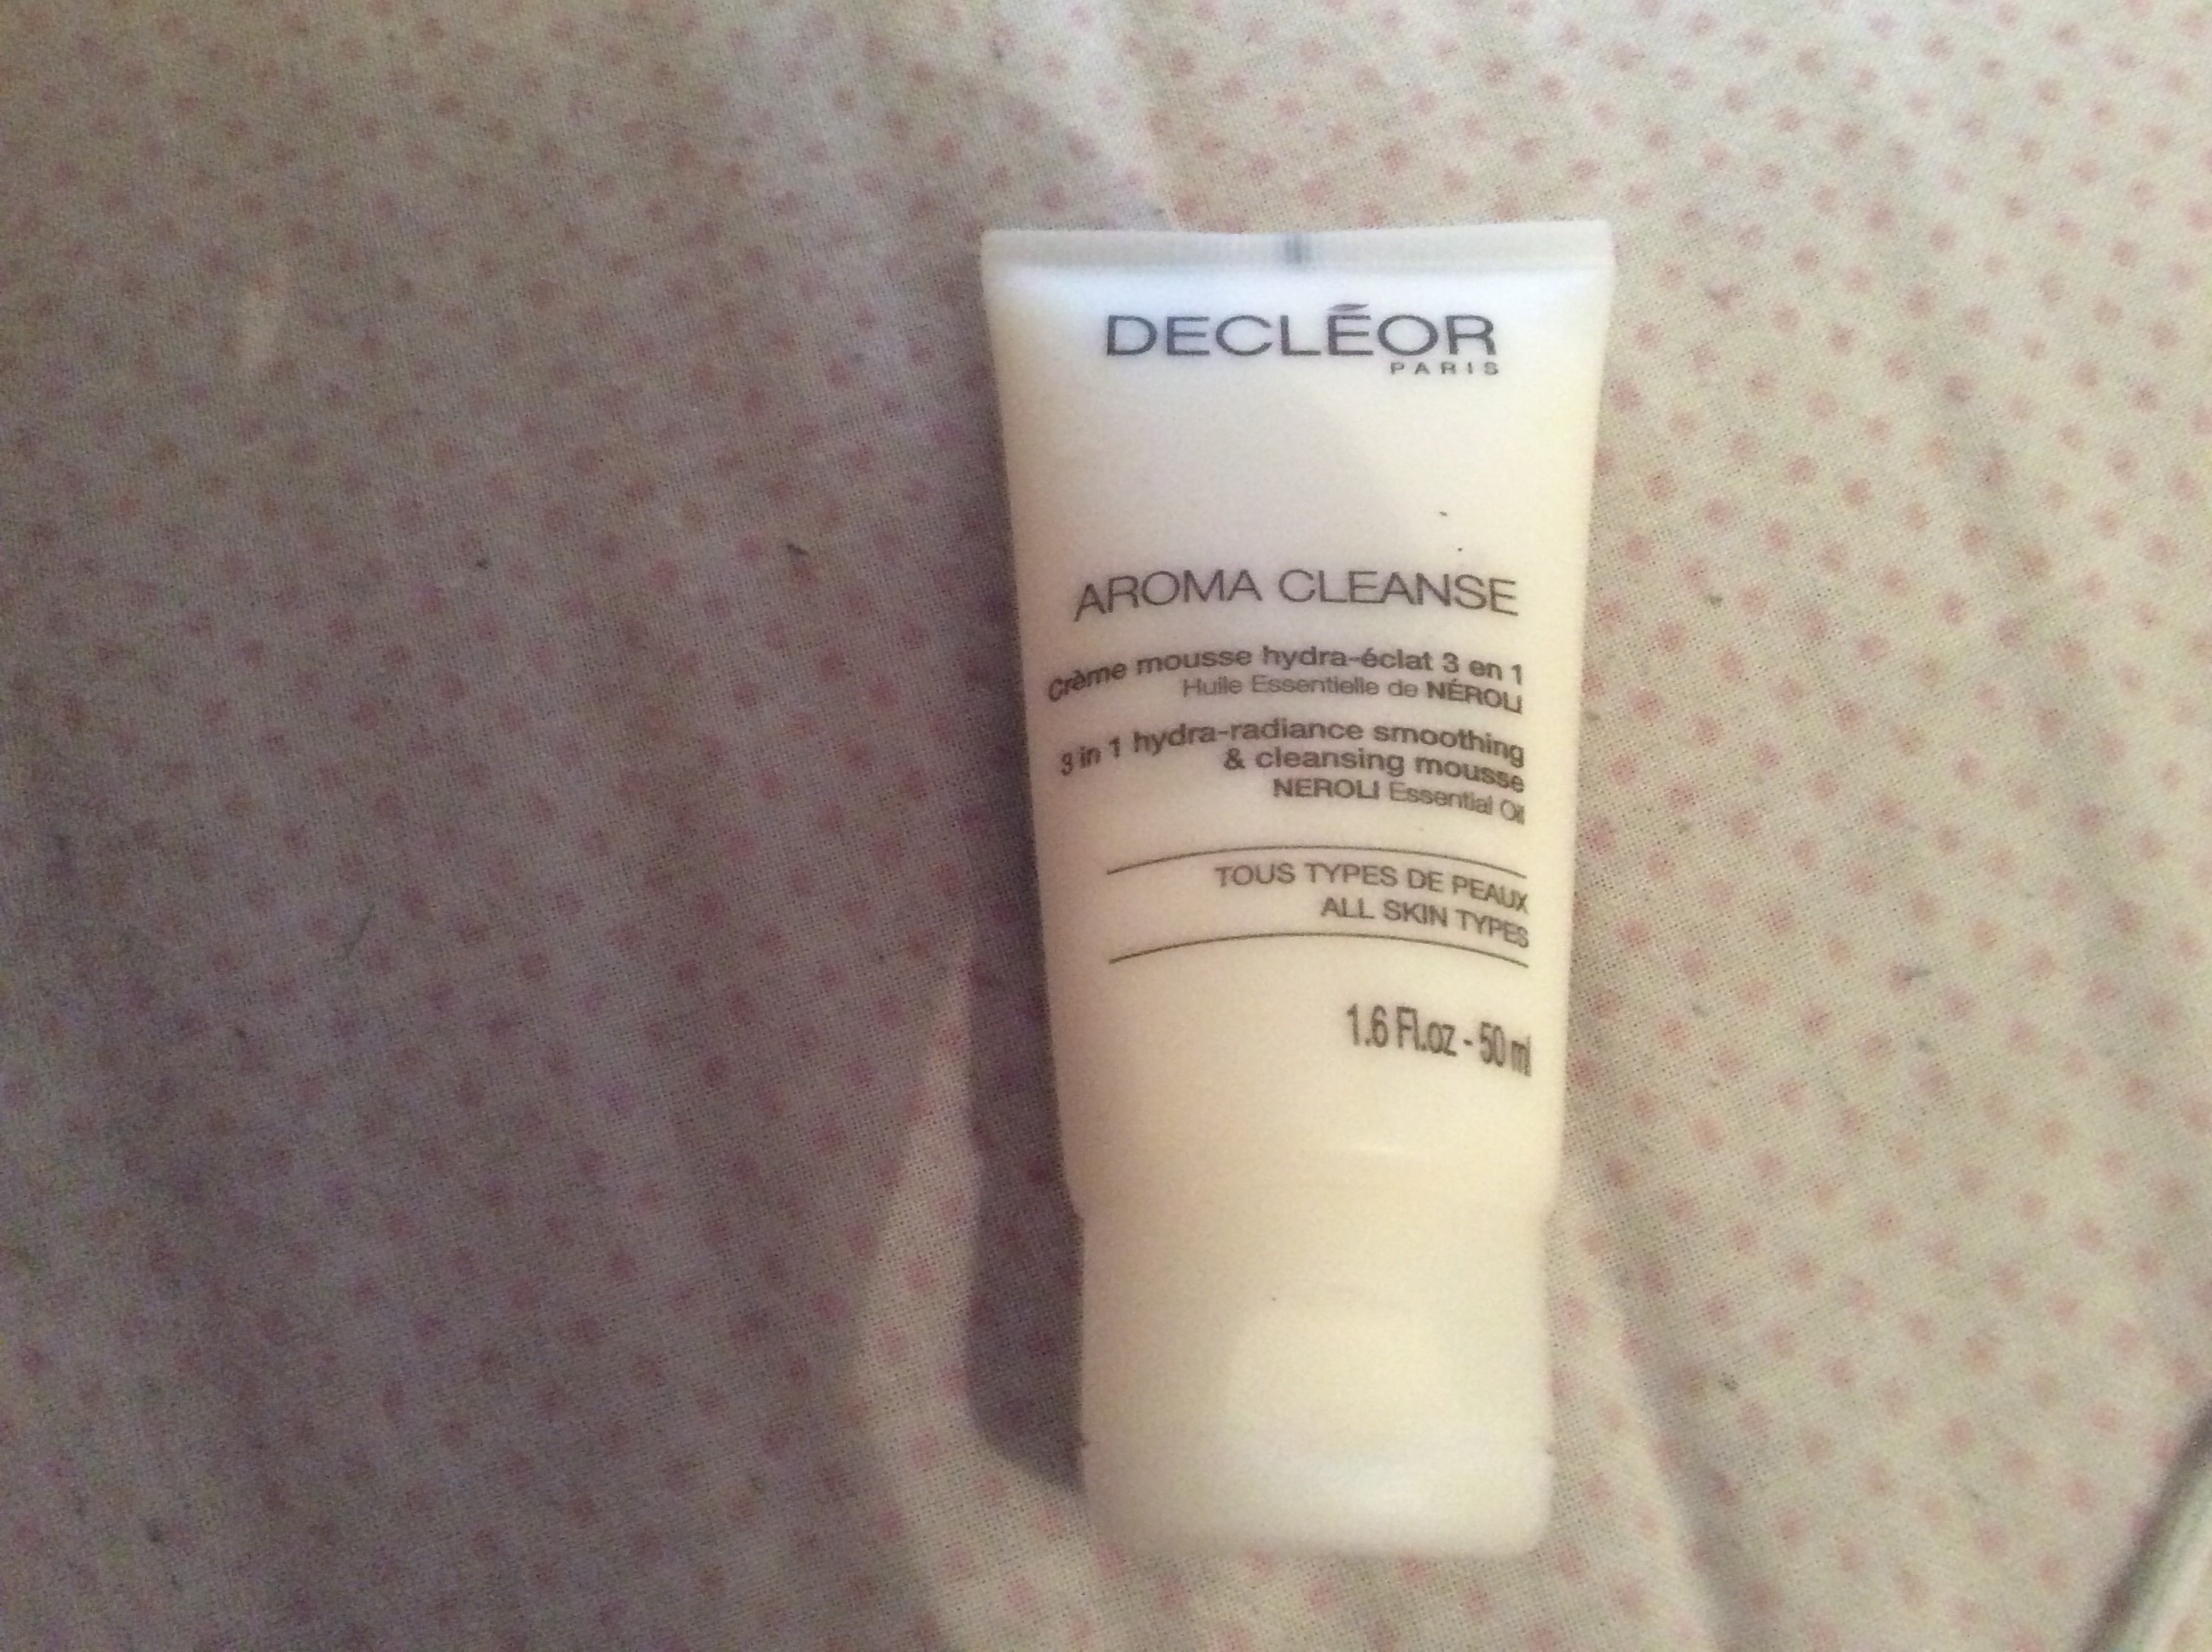 DECLÉOR
PARIS
AROMA CLEANSE
Crème mousse hydra-éclat 3 en 1
Huile Essentielle de NÉROLI
3 in 1 hydra-radiance smoothing
& cleansing mousse
NEROLI Essential Oil
TOUS TYPES DE PEAUX
ALL SKIN TYPES
1.6 Fl.oz - 50 ml